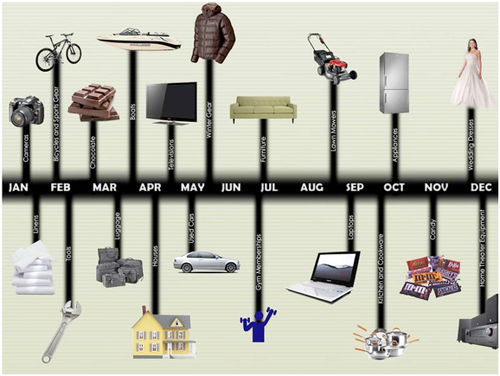 Cameras
Bicycles and Sports Gear
Chocolate
Boats
Televisions
Winter Gear
Furniture
Lawn Mowers
Appliances
Wedding Dresses
JAN FEB MAR APR MAY JUN JUL AUG SEP OCT NOV DEC
Linens
Tools
Luggage
Houses
Used Cars
Gym Memberships
Laptops
Kitchen and Cookware
Candy
Home Theater Equipment